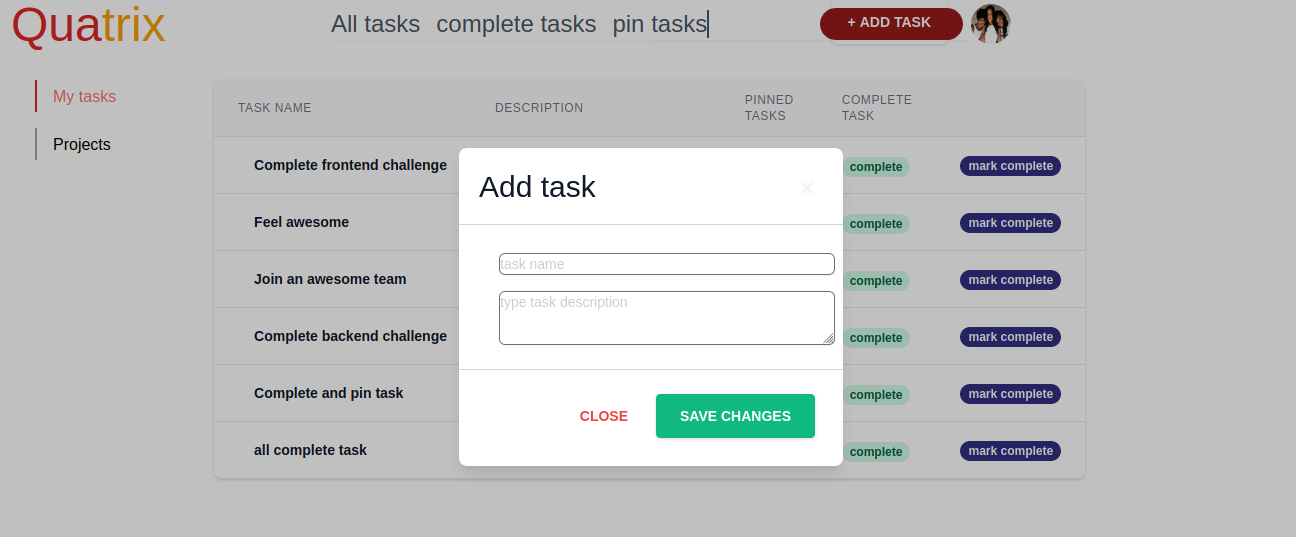 Quatrix
All tasks complete tasks pin tasks
+ ADD TASK
My tasks
Projects
TASK NAME DESCRIPTION PINNED TASKS COMPLETE TASK
Complete frontend challenge complete mark complete
Feel awesome complete mark complete
Join an awesome team complete mark complete
Complete backend challenge complete mark complete
Complete and pin task complete mark complete
all complete task complete mark complete
Add task ×
task name
type task description
CLOSE SAVE CHANGES